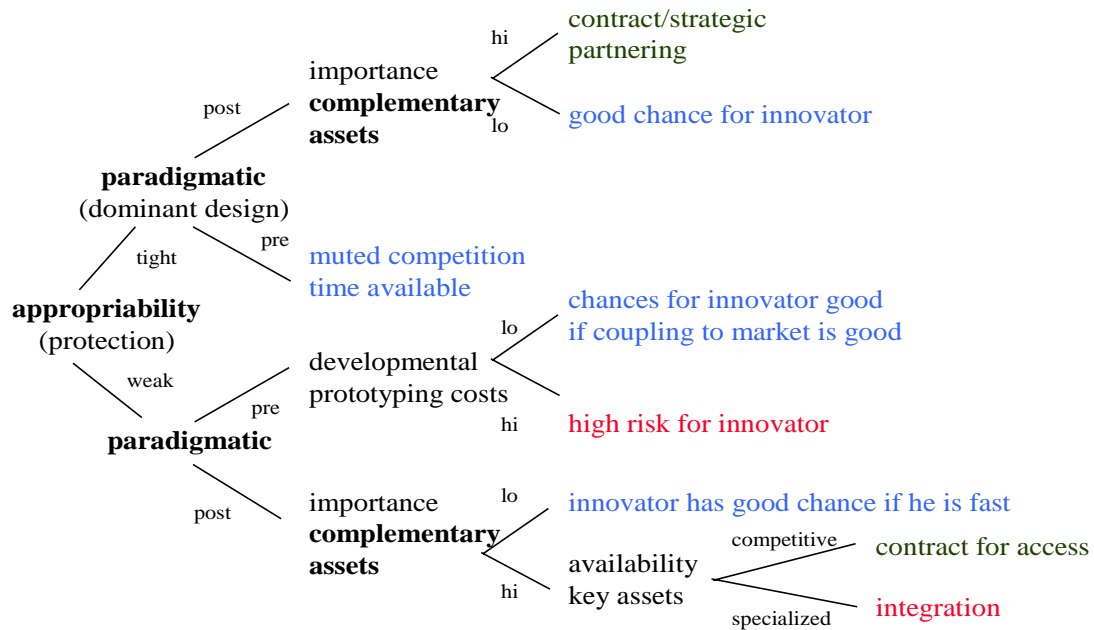 contract/strategic
partnering
hi
importance
complementary
assets
post
lo
good chance for innovator
paradigmatic
(dominant design)
pre
tight
muted competition
time available
appropriability
(protection)
chances for innovator good
if coupling to market is good
lo
developmental
prototyping costs
weak
pre
hi
high risk for innovator
paradigmatic
post
importance
complementary
assets
lo
innovator has good chance if he is fast
hi
availability
key assets
competitive
contract for access
specialized
integration